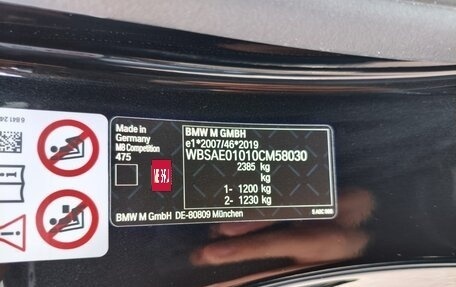 Made in
Germany
M8 Competition
475
BMW M GMBH
e1*2007/46*2019
WBSAE01010CM58030
2385 kg
kg
1- 1200 kg
2- 1230 kg
BMW M GmbH DE-80809 München